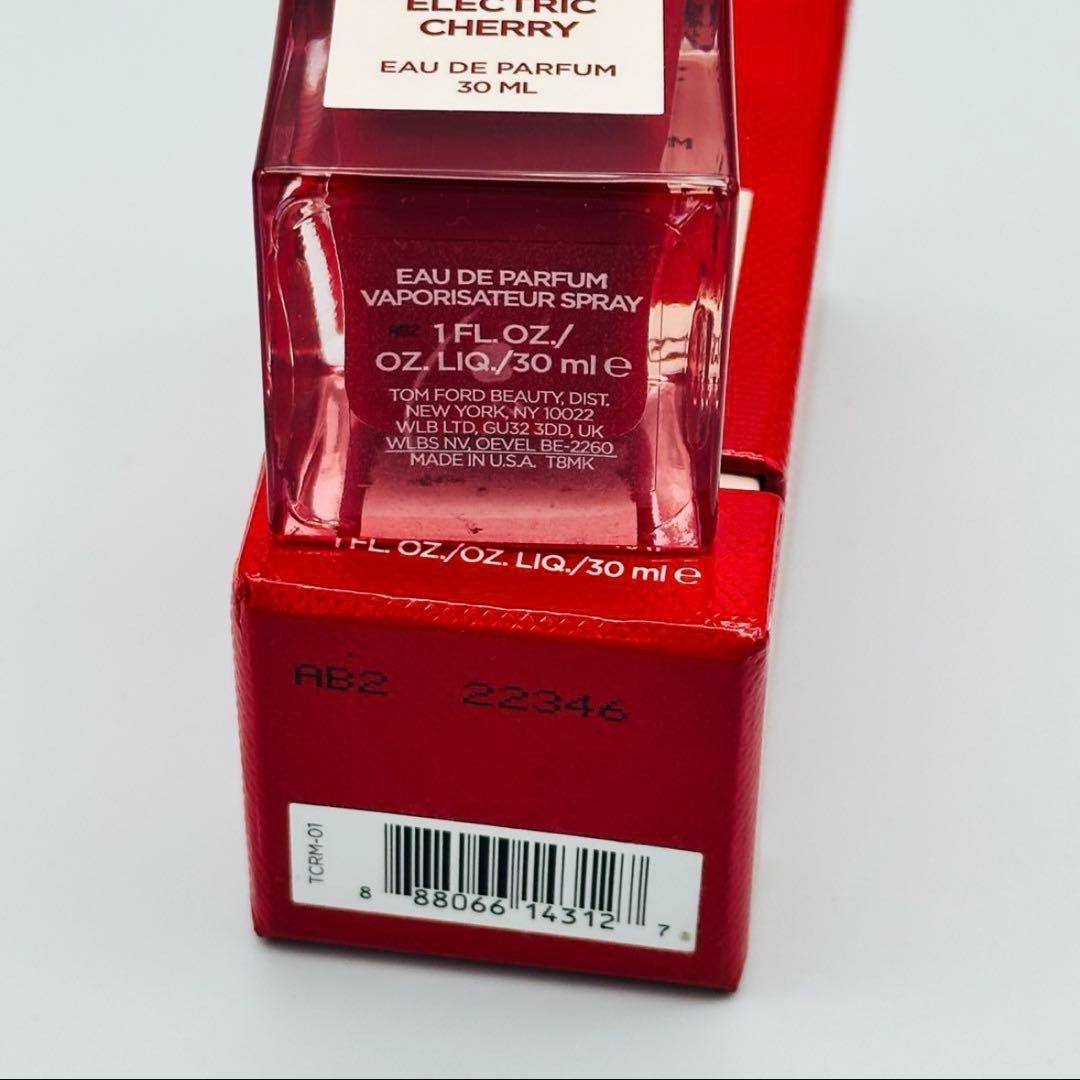 ELECTRIC
CHERRY
EAU DE PARFUM
30 ML
EAU DE PARFUM
VAPORISATEUR SPRAY
AB2 1 FL. OZ./
OZ. LIQ./30 ml ℮
TOM FORD BEAUTY, DIST.
NEW YORK, NY 10022
WLB LTD, GU32 3DD, UK
WLBS NV, OEVEL BE-2260
MADE IN U.S.A. T8MK
1 FL. OZ./OZ. LIQ./30 ml ℮
AB2 22346
TCRM-01
8 88066 14312 7